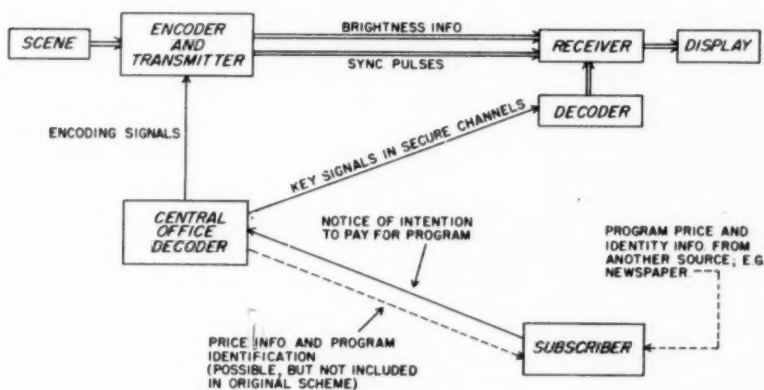 SCENE
ENCODER
AND
TRANSMITTER
BRIGHTNESS INFO
SYNC PULSES
RECEIVER
DISPLAY
DECODER
ENCODING SIGNALS
KEY SIGNALS IN SECURE CHANNELS
CENTRAL
OFFICE
DECODER
NOTICE OF INTENTION
TO PAY FOR PROGRAM
PROGRAM PRICE AND
IDENTITY INFO. FROM
ANOTHER SOURCE; E.G.
NEWSPAPER
PRICE INFO. AND PROGRAM
IDENTIFICATION
(POSSIBLE, BUT NOT INCLUDED
IN ORIGINAL SCHEME)
SUBSCRIBER